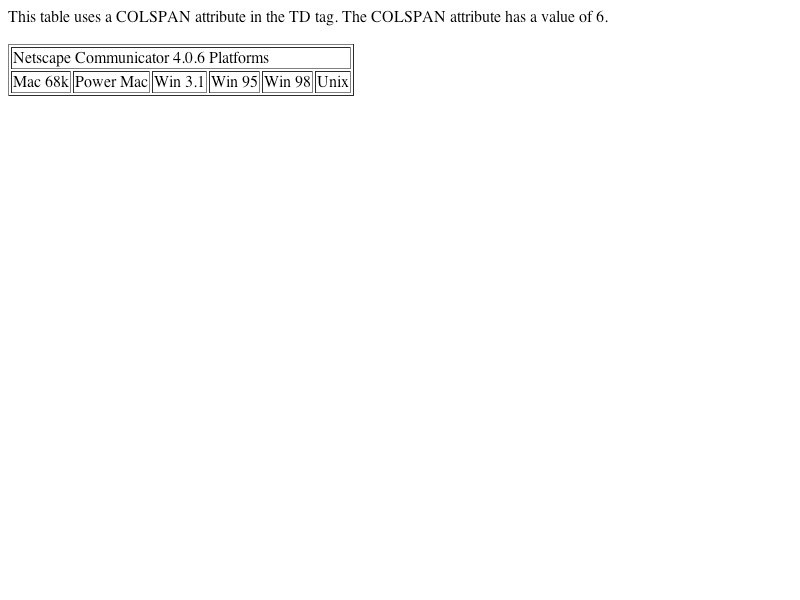 This table uses a COLSPAN attribute in the TD tag. The COLSPAN attribute has a value of 6.
Netscape Communicator 4.0.6 Platforms
Mac 68k Power Mac Win 3.1 Win 95 Win 98 Unix